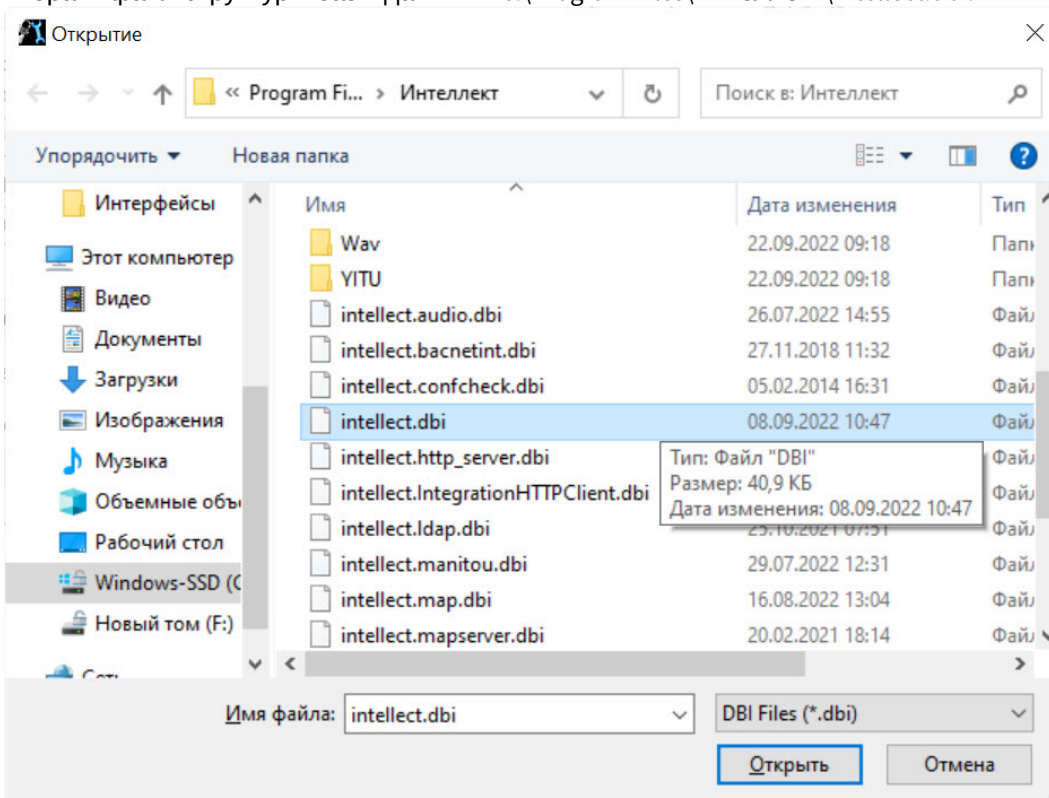 Открытие
« Program Fi... › Интеллект
Поиск в: Интеллект
Упорядочить
Новая папка
Имя
Дата изменения
Тип
Интерфейсы
Этот компьютер
Видео
Документы
Загрузки
Изображения
Музыка
Объемные объ
Рабочий стол
Windows-SSD (C
Новый том (F:)
Wav 22.09.2022 09:18 Папк
YITU 22.09.2022 09:18 Папк
intellect.audio.dbi 26.07.2022 14:55 Файл
intellect.bacnetint.dbi 27.11.2018 11:32 Файл
intellect.confcheck.dbi 05.02.2014 16:31 Файл
intellect.dbi 08.09.2022 10:47 Файл
intellect.http_server.dbi Файл
intellect.IntegrationHTTPClient.dbi Файл
intellect.ldap.dbi 25.10.2021 07:51 Файл
intellect.manitou.dbi 29.07.2022 12:31 Файл
intellect.map.dbi 16.08.2022 13:04 Файл
intellect.mapserver.dbi 20.02.2021 18:14 Файл
Тип: Файл "DBI"
Размер: 40,9 КБ
Дата изменения: 08.09.2022 10:47
Имя файла: intellect.dbi
DBI Files (*.dbi)
Открыть
Отмена